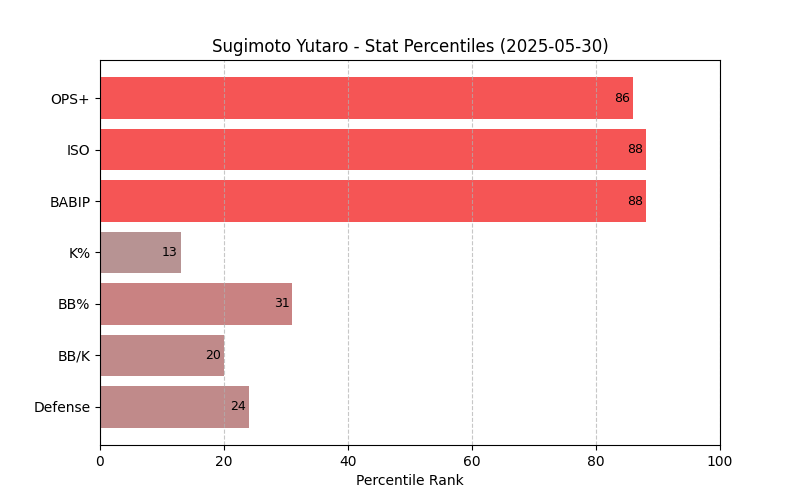 Sugimoto Yutaro - Stat Percentiles (2025-05-30)
OPS+ 86
ISO 88
BABIP 88
K% 13
BB% 31
BB/K 20
Defense 24
0 20 40 60 80 100
Percentile Rank